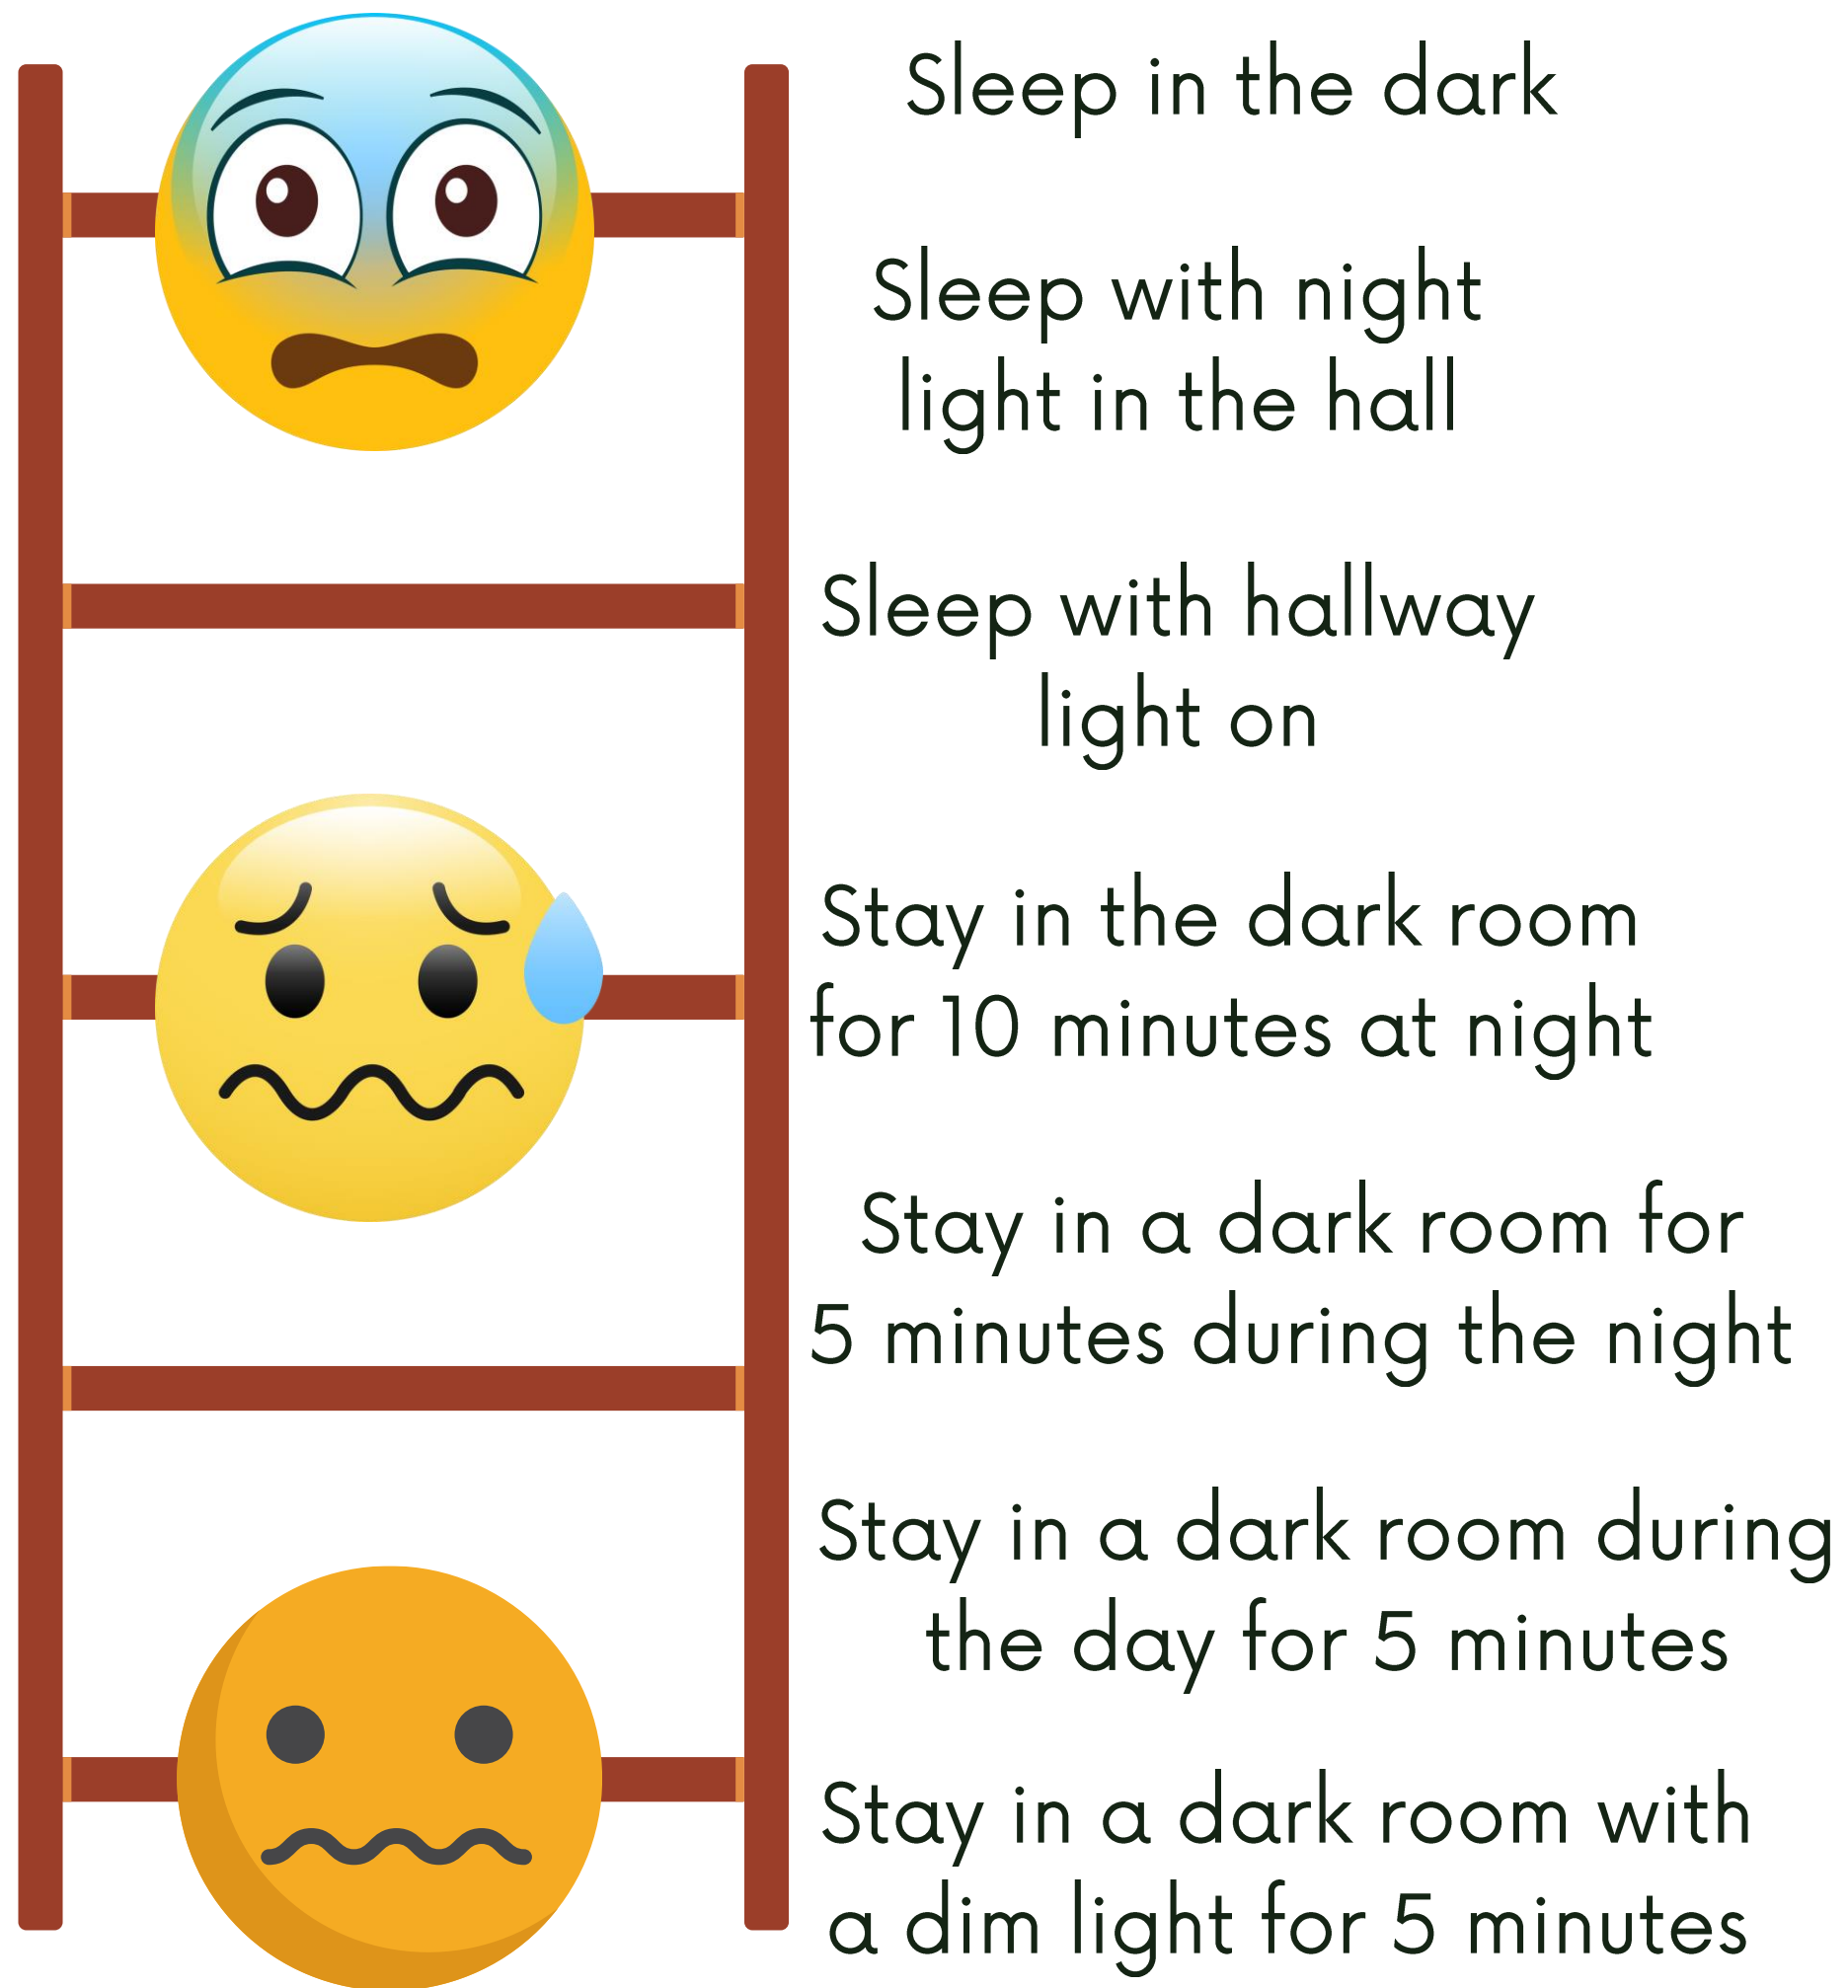 Sleep in the dark
Sleep with night
light in the hall
Sleep with hallway
light on
Stay in the dark room
for 10 minutes at night
Stay in a dark room for
5 minutes during the night
Stay in a dark room during
the day for 5 minutes
Stay in a dark room with
a dim light for 5 minutes